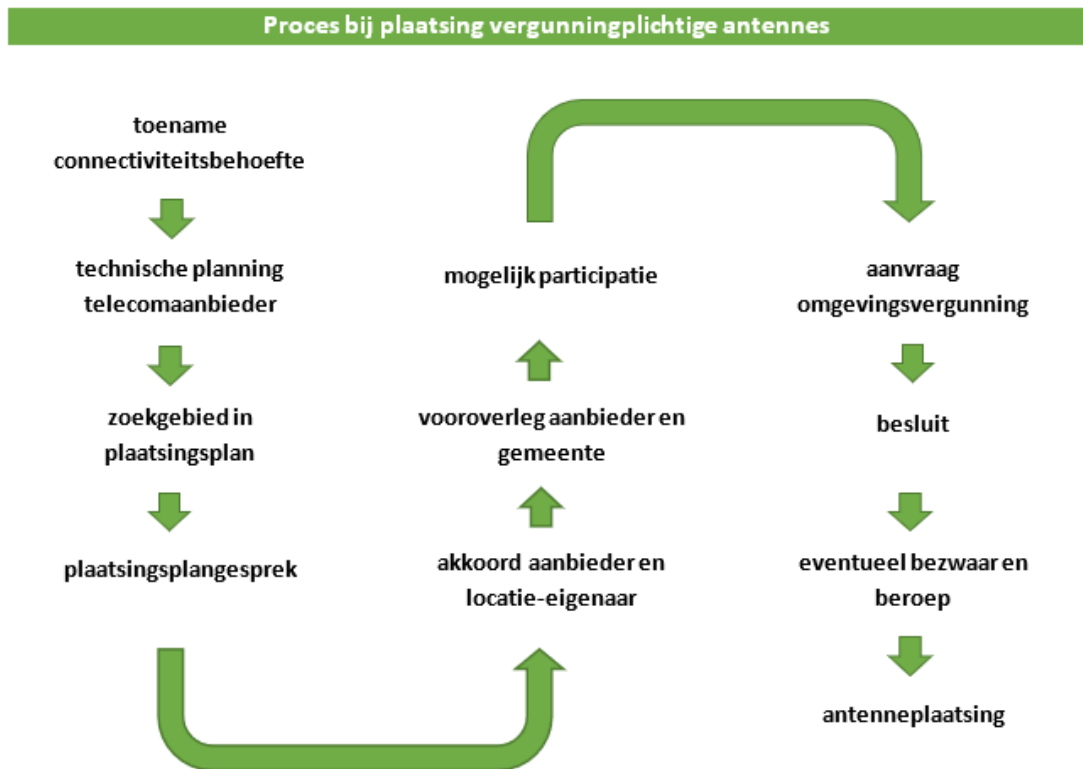 Proces bij plaatsing vergunningplichtige antennes
toename
connectiviteitsbehoefte
technische planning
telecomaanbieder
zoekgebied in
plaatsingsplan
plaatsingsplangesprek
akkoord aanbieder en
locatie-eigenaar
vooroverleg aanbieder en
gemeente
mogelijk participatie
aanvraag
omgevingsvergunning
besluit
eventueel bezwaar en
beroep
antenneplaatsing